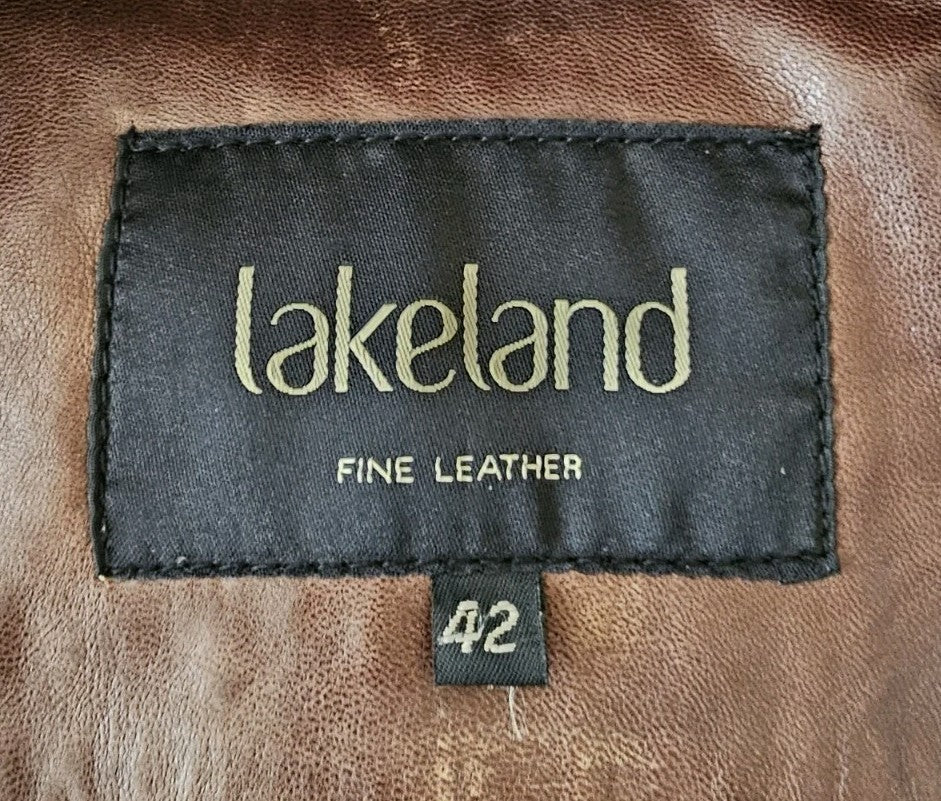 lakeland
FINE LEATHER
42